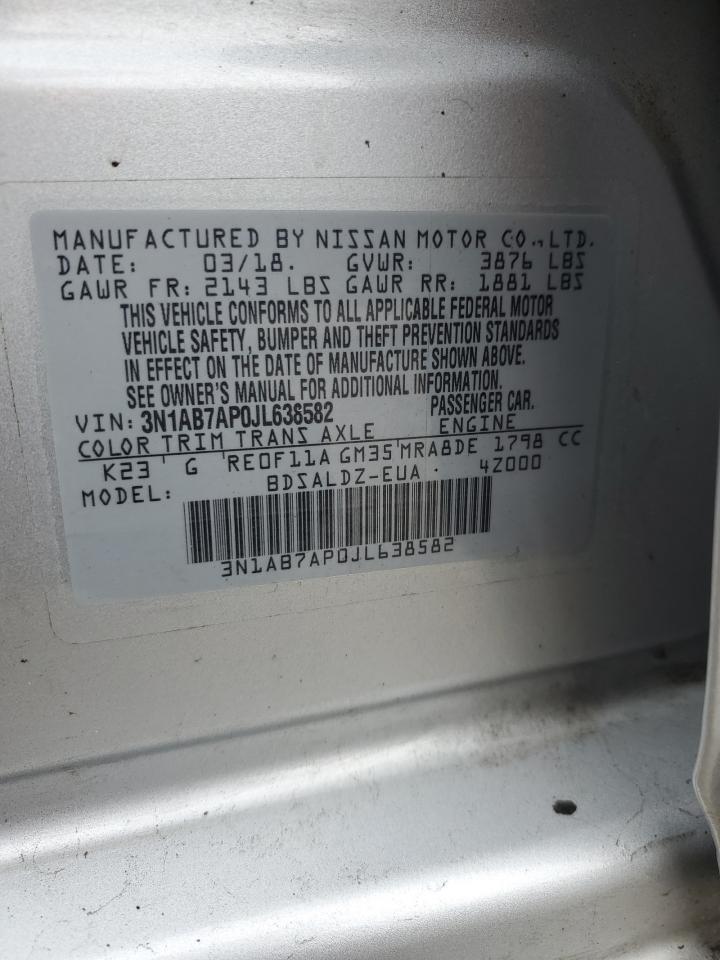 MANUFACTURED BY NISSAN MOTOR CO., LTD.
DATE: 03/18. GVWR: 3876 LBS
GAWR FR: 2143 LBS GAWR RR: 1881 LBS
THIS VEHICLE CONFORMS TO ALL APPLICABLE FEDERAL MOTOR
VEHICLE SAFETY, BUMPER AND THEFT PREVENTION STANDARDS
IN EFFECT ON THE DATE OF MANUFACTURE SHOWN ABOVE.
SEE OWNER'S MANUAL FOR ADDITIONAL INFORMATION.
VIN: 3N1AB7AP0JL638582 PASSENGER CAR.
COLOR TRIM TRANS AXLE ENGINE
K23 G RE0F11A GM35 MRA8DE 1798 CC
MODEL: BDSALDZ-EUA. 4Z000
3N1AB7AP0JL638582